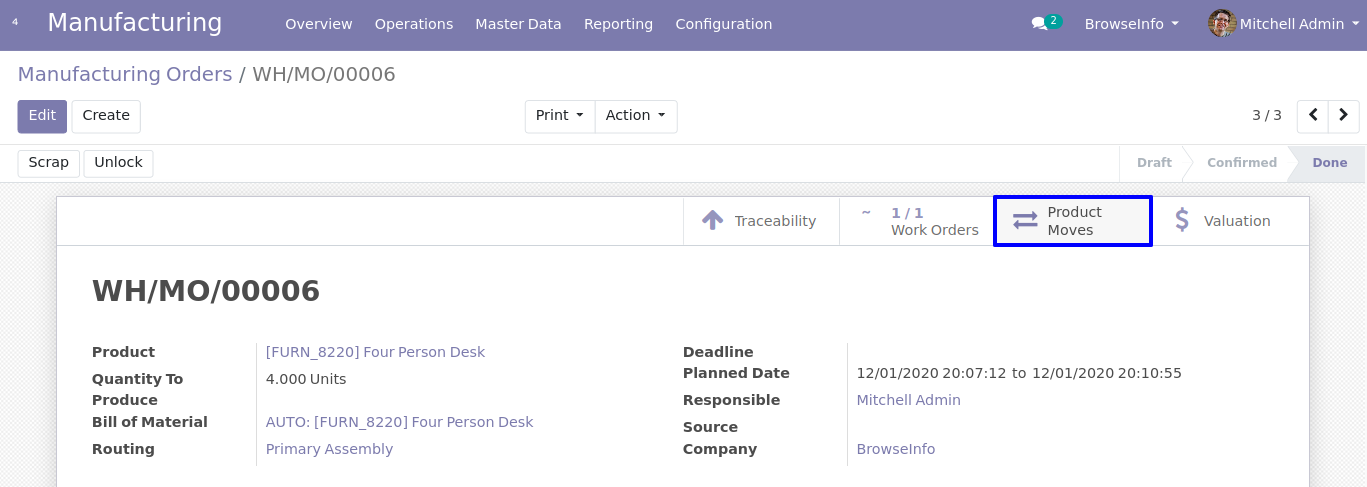 4 Manufacturing Overview Operations Master Data Reporting Configuration 2 BrowseInfo Mitchell Admin
Manufacturing Orders / WH/MO/00006
Edit Create Print Action 3 / 3
Scrap Unlock Draft Confirmed Done
Traceability
1 / 1
Work Orders
Product
Moves
Valuation
WH/MO/00006
Product [FURN_8220] Four Person Desk
Quantity To
Produce
4.000 Units
Bill of Material AUTO: [FURN_8220] Four Person Desk
Routing Primary Assembly
Deadline
Planned Date 12/01/2020 20:07:12 to 12/01/2020 20:10:55
Responsible Mitchell Admin
Source
Company BrowseInfo